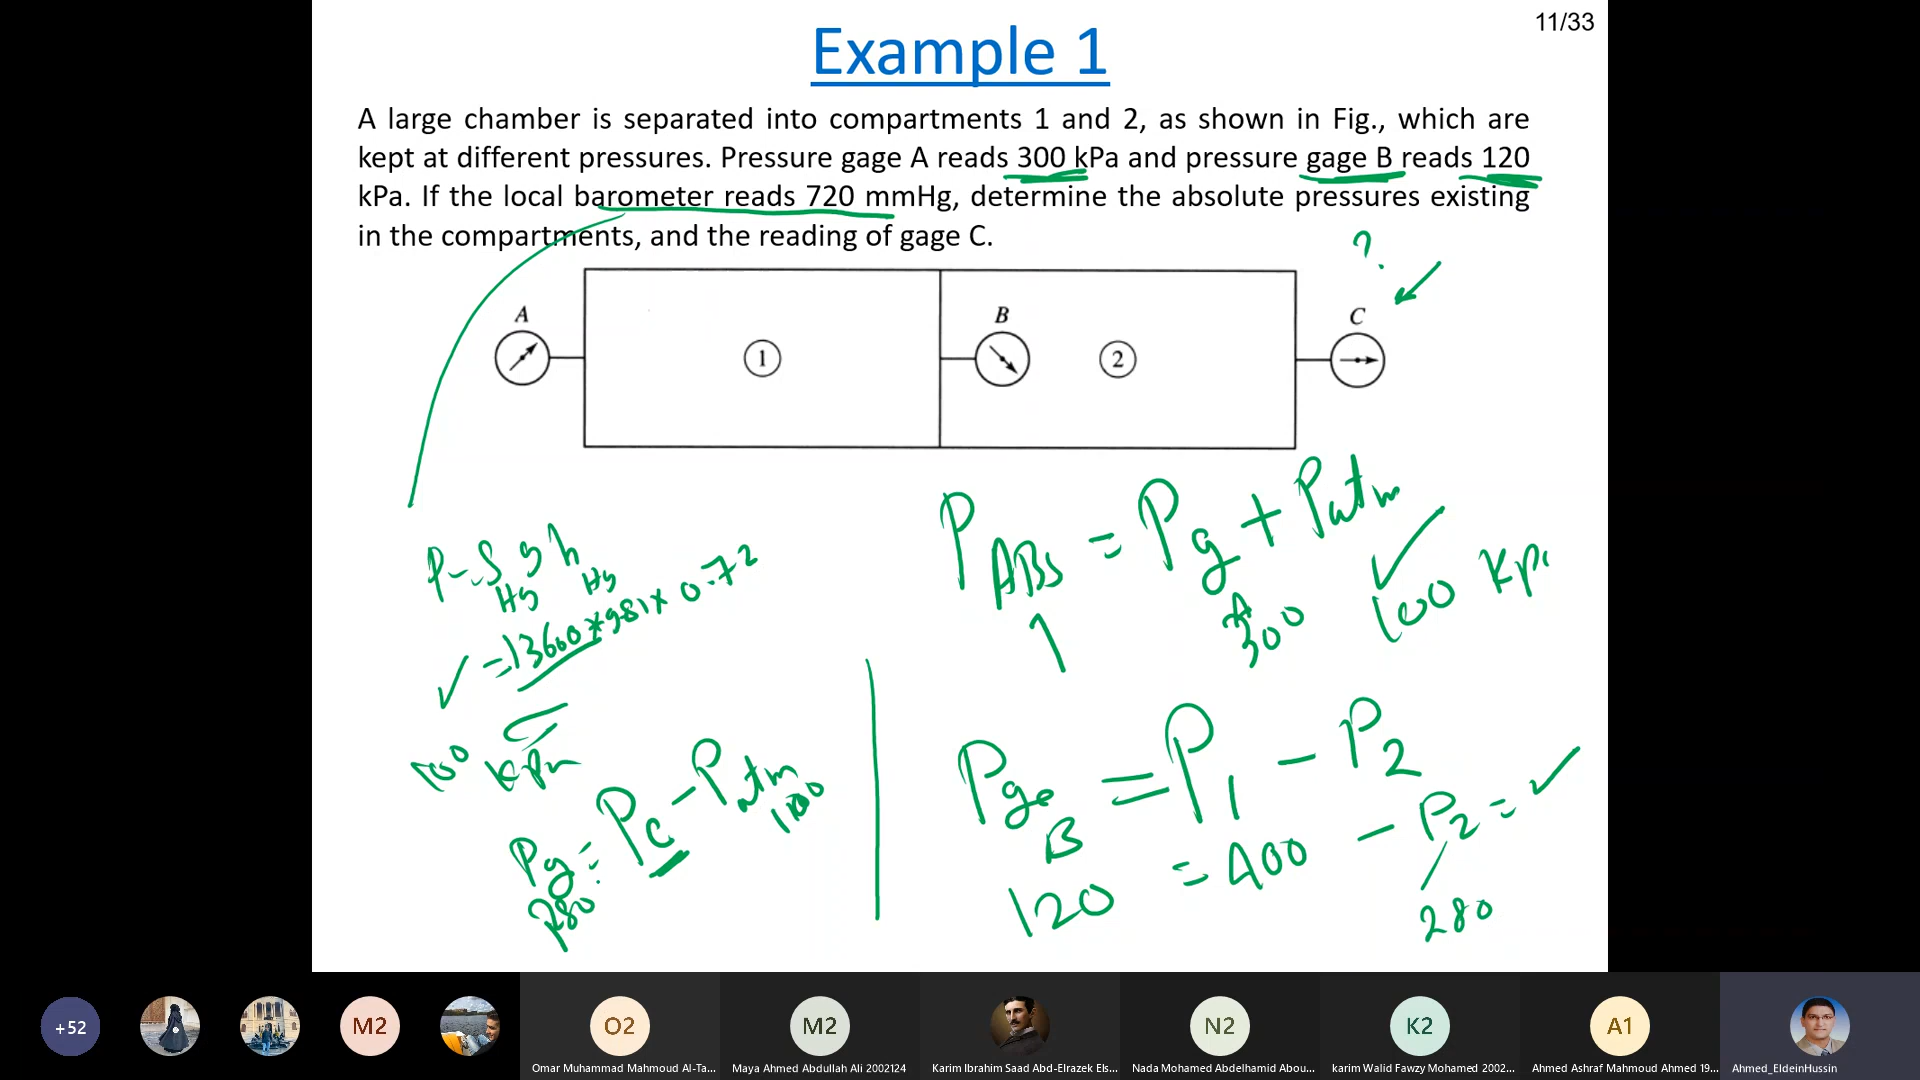 11/33
Example 1
A large chamber is separated into compartments 1 and 2, as shown in Fig., which are
kept at different pressures. Pressure gage A reads 300 kPa and pressure gage B reads 120
kPa. If the local barometer reads 720 mmHg, determine the absolute pressures existing
in the compartments, and the reading of gage C.
?
A
B
C
1
2
P ABS = Pg + Patm
1
A
300
100 kpa
P = ρ Hg g h Hg
= 13600 * 9.81 x 0.72
100 kpa
Pg = Pc - Patm
100
280
Pg = P1 - P2
B
120 = 400 - P2 =
280
+52
M2
O2
M2
N2
K2
A1
Omar Muhammad Mahmoud Al-Ta...
Maya Ahmed Abdullah Ali 2002124
Karim Ibrahim Saad Abd-Elrazek Els...
Nada Mohamed Abdelhamid Abou...
karim Walid Fawzy Mohamed 2002...
Ahmed Ashraf Mahmoud Ahmed 19...
Ahmed_EldeinHussin